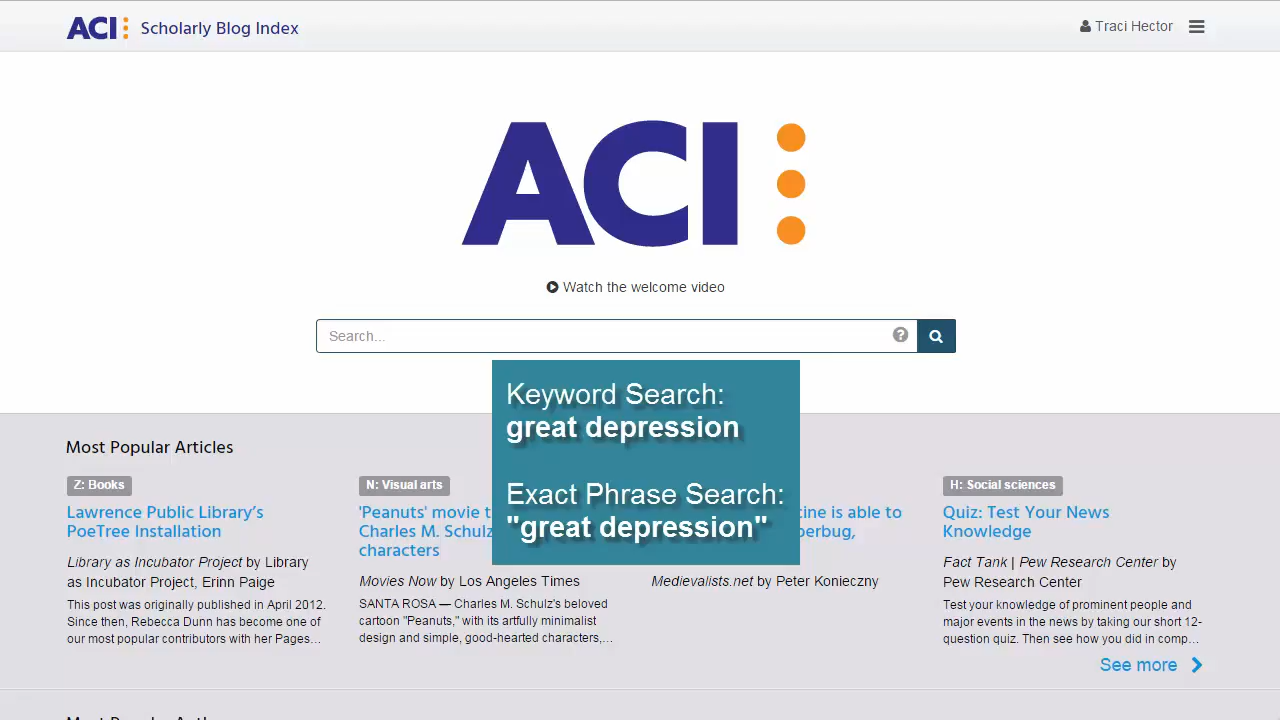 ACI Scholarly Blog Index
Traci Hector
ACI
Watch the welcome video
Search...
?
Keyword Search:
great depression
Exact Phrase Search:
"great depression"
Most Popular Articles
Z: Books
Lawrence Public Library’s
PoeTree Installation
Library as Incubator Project by Library
as Incubator Project, Erinn Paige
This post was originally published in April 2012.
Since then, Rebecca Dunn has become one of
our most popular contributors with her Pages...
N: Visual arts
'Peanuts' movie
Charles M. Schulz
characters
Movies Now by Los Angeles Times
SANTA ROSA — Charles M. Schulz's beloved
cartoon "Peanuts," with its artfully minimalist
design and simple, good-hearted characters,...
is able to
Medievalists.net by Peter Konieczny
H: Social sciences
Quiz: Test Your News
Knowledge
Fact Tank | Pew Research Center by
Pew Research Center
Test your knowledge of prominent people and
major events in the news by taking our short 12-
question quiz. Then see how you did in comp...
See more